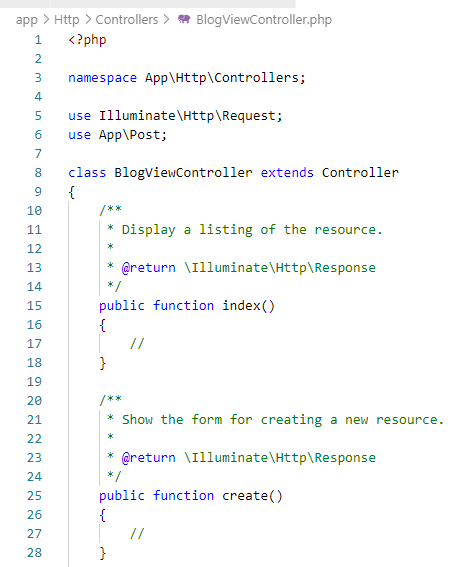 app > Http > Controllers > BlogViewController.php
1 <?php
2
3 namespace App\Http\Controllers;
4
5 use Illuminate\Http\Request;
6 use App\Post;
7
8 class BlogViewController extends Controller
9 {
10 /**
11 * Display a listing of the resource.
12 *
13 * @return \Illuminate\Http\Response
14 */
15 public function index()
16 {
17 //
18 }
19
20 /**
21 * Show the form for creating a new resource.
22 *
23 * @return \Illuminate\Http\Response
24 */
25 public function create()
26 {
27 //
28 }